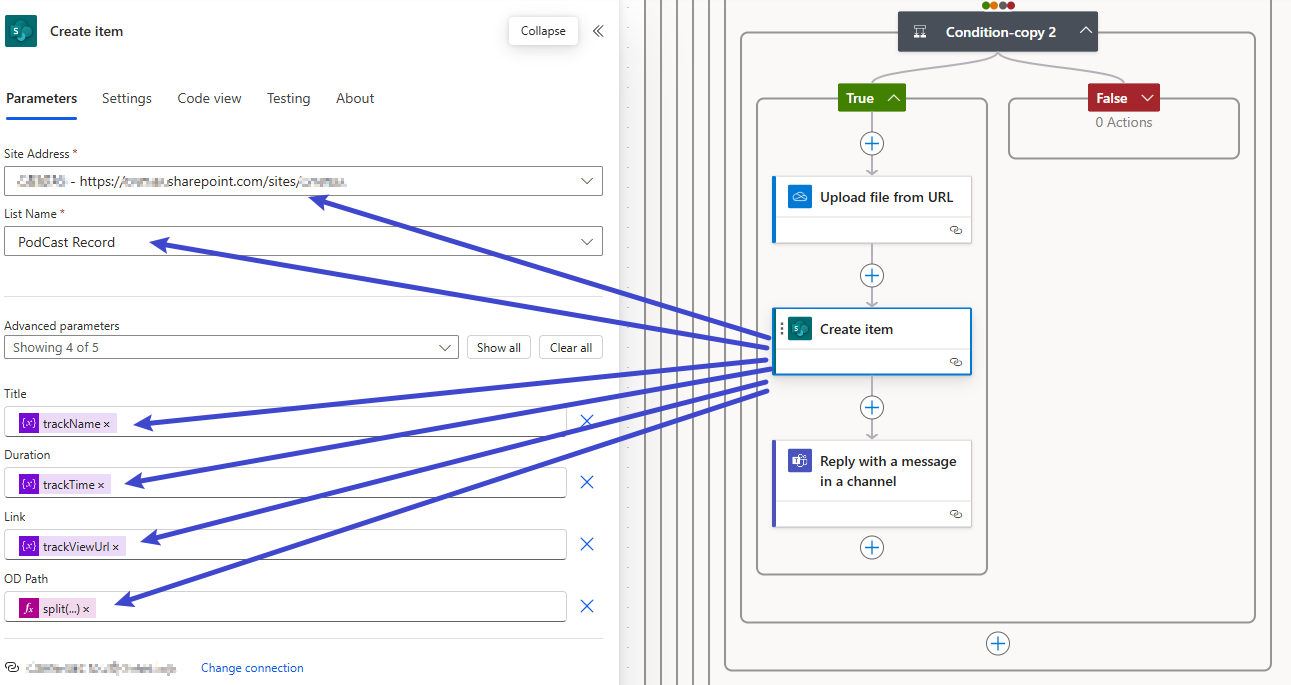 Create item
Collapse
Parameters
Settings
Code view
Testing
About
Site Address *
- https:// sharepoint.com/sites/
List Name *
PodCast Record
Advanced parameters
Showing 4 of 5
Show all
Clear all
Title
trackName ×
Duration
trackTime ×
Link
trackViewUrl ×
OD Path
fx split(...) ×
Change connection
Condition-copy 2
True
False
0 Actions
Upload file from URL
Create item
Reply with a message
in a channel